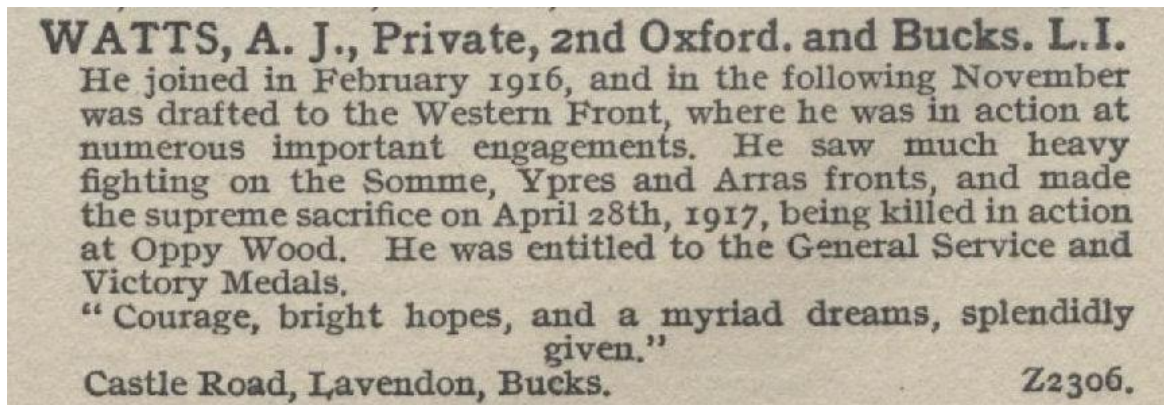 WATTS, A. J., Private, 2nd Oxford. and Bucks. L.I.
He joined in February 1916, and in the following November
was drafted to the Western Front, where he was in action at
numerous important engagements. He saw much heavy
fighting on the Somme, Ypres and Arras fronts, and made
the supreme sacrifice on April 28th, 1917, being killed in action
at Oppy Wood. He was entitled to the General Service and
Victory Medals.
“ Courage, bright hopes, and a myriad dreams, splendidly
given.”
Castle Road, Lavendon, Bucks. Z2306.